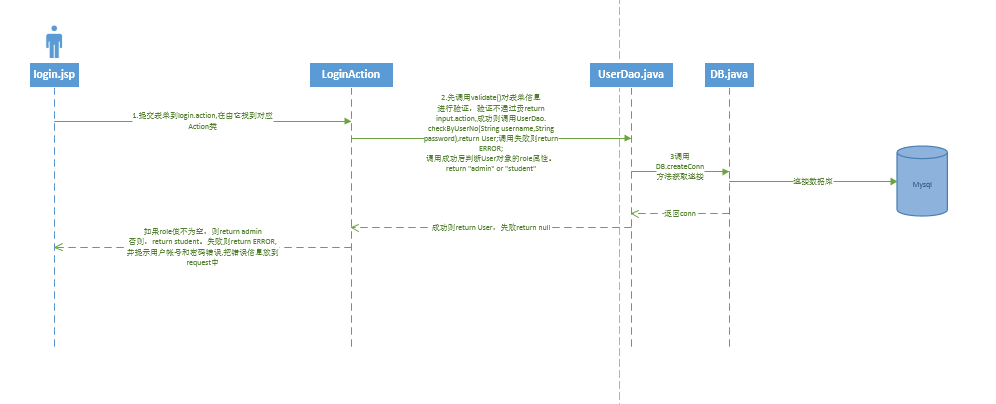 login.jsp
LoginAction
UserDao.java
DB.java
1.提交表单到login.action,在由它找到对应
Action类
2.先调用validate()对表单信息
进行验证。验证不通过责return
input.action,成功则调用UserDao.
checkByUserNo(String username,String
password),return User;调用失败则return
ERROR;
调用成功后判断User对象的role属性。
return "admin" or "student"
3调用
DB.createConn
方法获取连接
连接数据库
Mysql
返回conn
成功则return User。失败return null
如果role值不为空。则return admin
否则。return student。失败则return ERROR,
并提示用户帐号和密码错误,把错误信息放到
request中